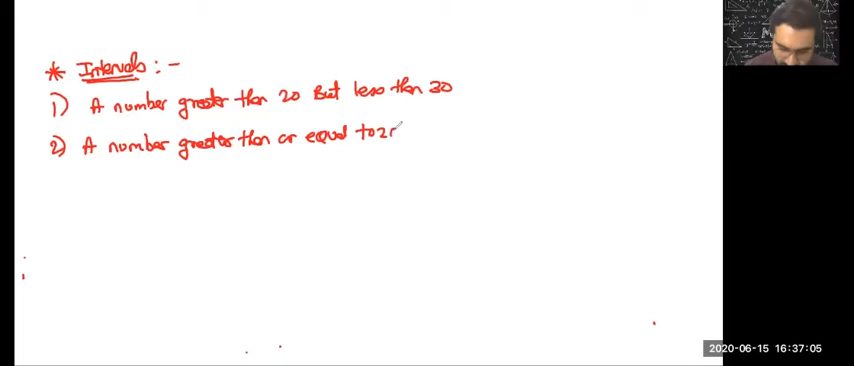 * Intervals :-
1) A number greater than 20 But less than 30
2) A number greater than or equal to 2
2020-06-15 16:37:05